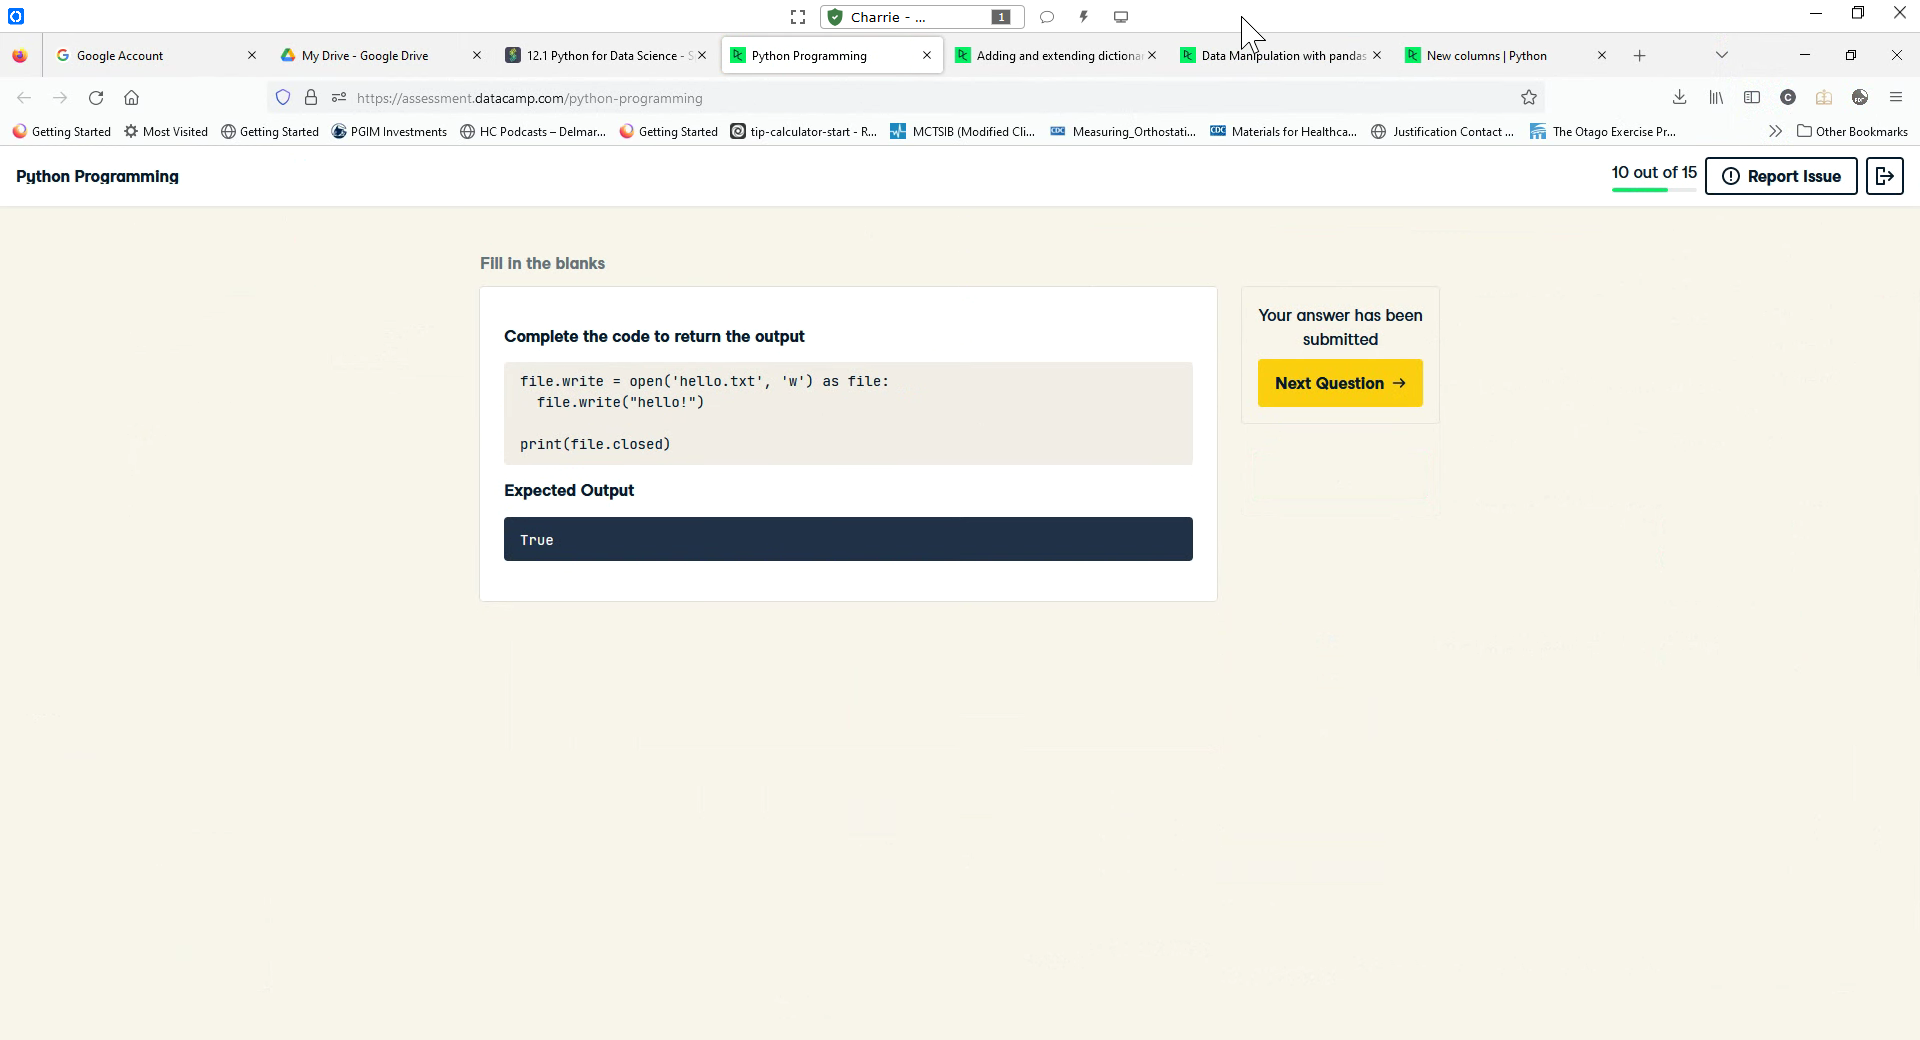 Charrie - ...
1
Google Account
My Drive - Google Drive
12.1 Python for Data Science - S
Python Programming
Adding and extending dictionar
Data Manipulation with pandas
New columns | Python
https://assessment.datacamp.com/python-programming
C
PDF
Getting Started
Most Visited
Getting Started
PGIM Investments
HC Podcasts – Delmar...
Getting Started
tip-calculator-start - R...
MCTSIB (Modified Cli...
CDC
Measuring_Orthostati...
CDC
Materials for Healthca...
Justification Contact ...
The Otago Exercise Pr...
Other Bookmarks
Python Programming
10 out of 15
Report Issue
Fill in the blanks
Complete the code to return the output
file.write = open('hello.txt', 'w') as file:
file.write("hello!")
print(file.closed)
Expected Output
True
Your answer has been
submitted
Next Question →